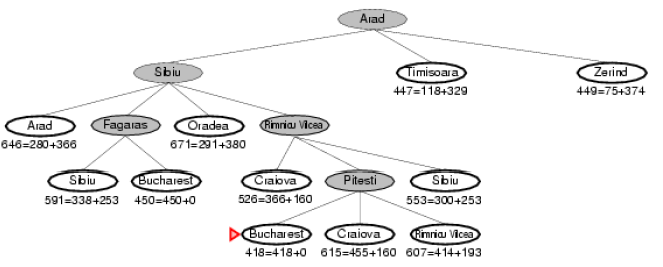 Arad
Sibiu Timisoara Zerind
447=118+329 449=75+374
Arad Fagaras Oradea Rimnicu Vilcea
646=280+366 671=291+380
Sibiu Bucharest Craiova Pitesti Sibiu
591=338+253 450=450+0 526=366+160 553=300+253
Bucharest Craiova Rimnicu Vilcea
418=418+0 615=455+160 607=414+193